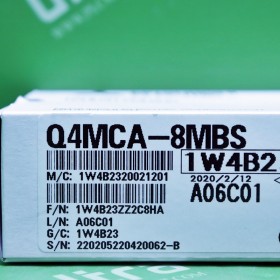 Q4MCA-8MBS
1W4B2
M/C: 1W4B2320021201
2020/2/12
A06C01
F/N: 1W4B23ZZ2C8HA
L/N: A06C01
G/C: 1W4B23
S/N: 220205220420062-B